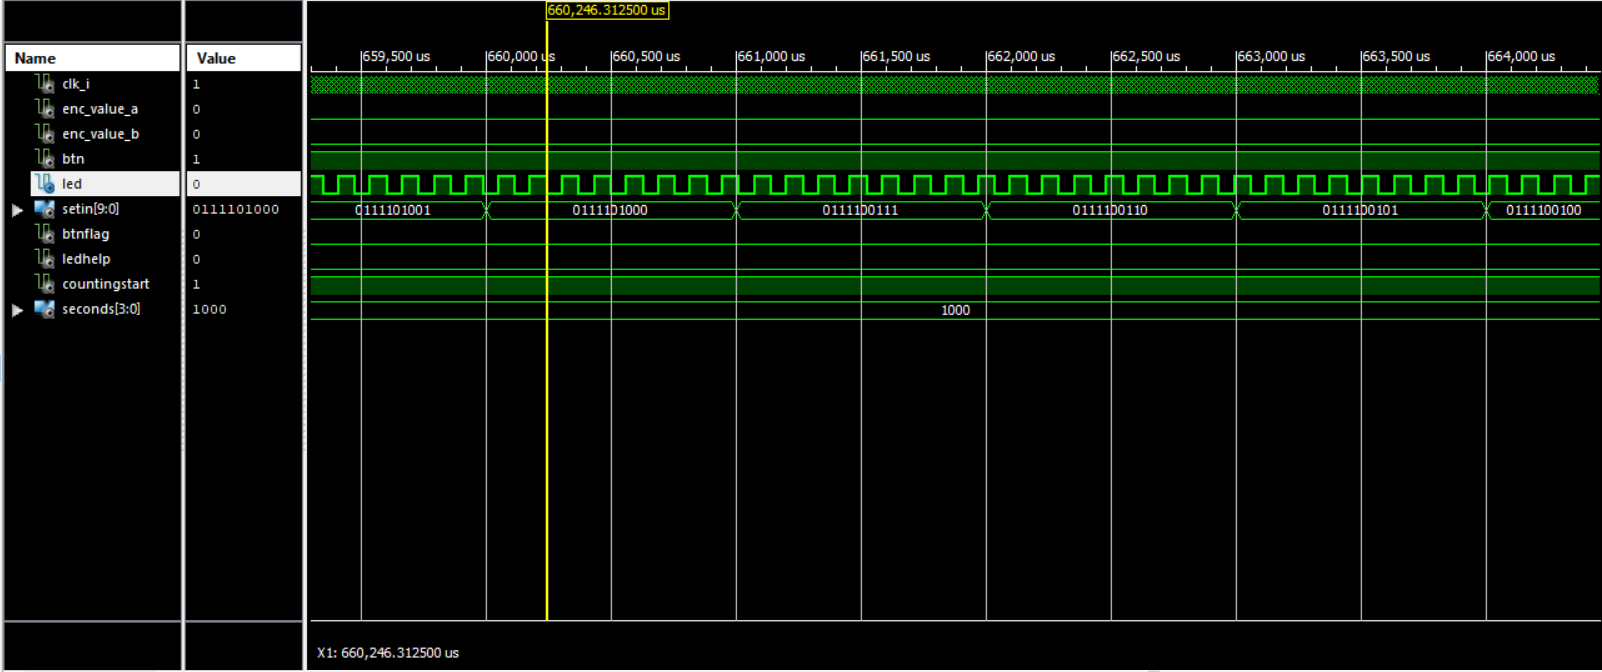 660,246.312500 us
Name Value 659,500 us 660,000 us 660,500 us 661,000 us 661,500 us 662,000 us 662,500 us 663,000 us 663,500 us 664,000 us
clk_i 1
enc_value_a 0
enc_value_b 0
btn 1
led 0
setin[9:0] 0111101000 0111101001 0111101000 0111100111 0111100110 0111100101 0111100100
btnflag 0
ledhelp 0
countingstart 1
seconds[3:0] 1000 1000
X1: 660,246.312500 us